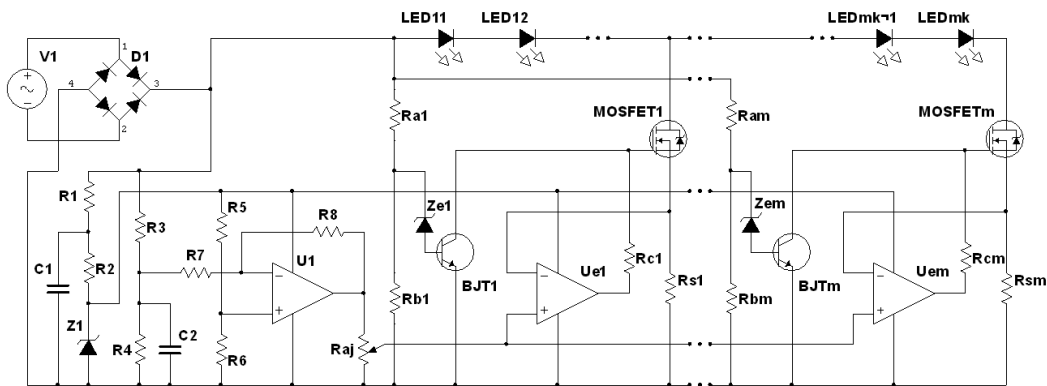 LED11 LED12 LEDmk¬1 LEDmk
V1 1 D1
4 3
2
Ra1 MOSFET1 Ram MOSFETm
R1 R3 R5 R8 Ze1 Zem
R7 U1
C1 R2 BJT1 Ue1 Rc1 Rs1 BJTm Uem Rcm Rsm
Rb1 Rbm
Z1 R4 C2 R6 Raj